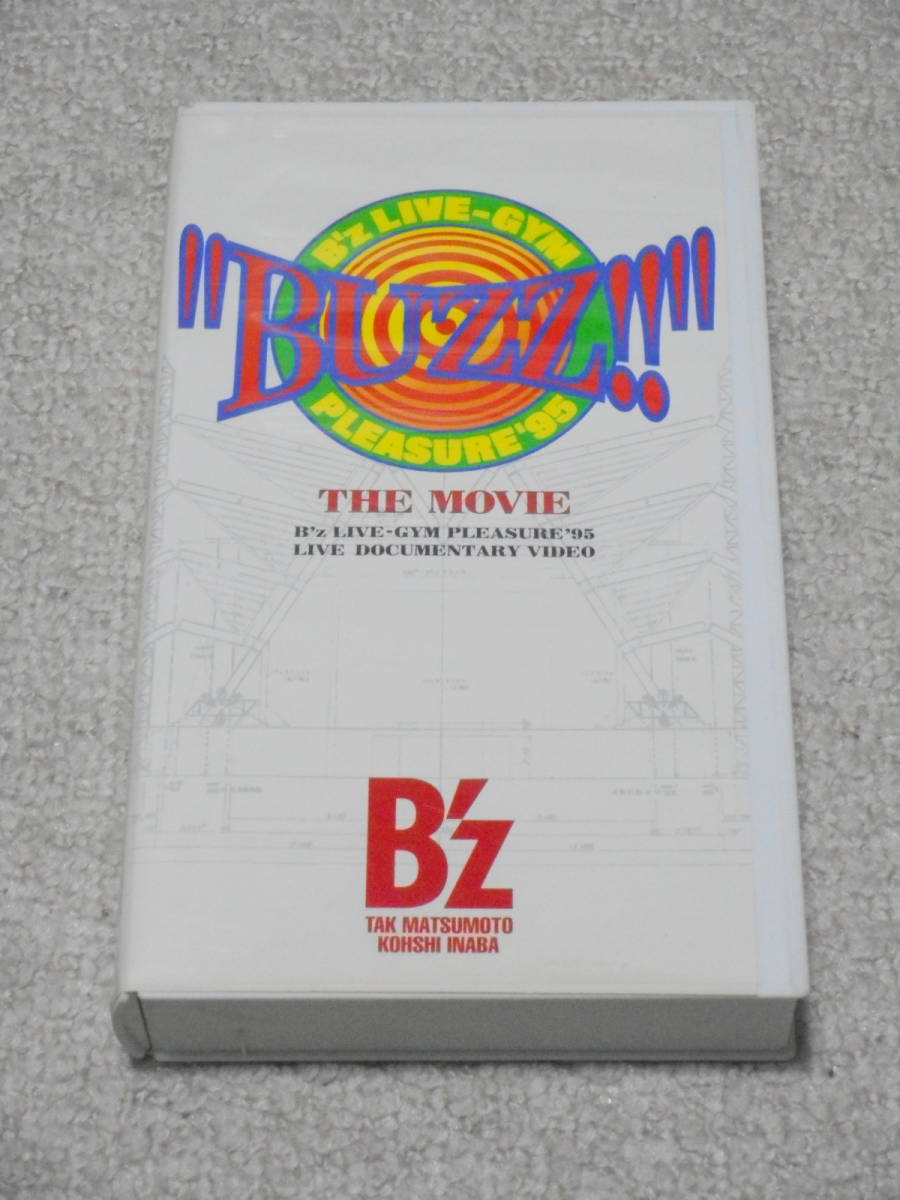 B'z LIVE-GYM
"BUZZ!!"
PLEASURE'95
THE MOVIE
B'z LIVE-GYM PLEASURE'95
LIVE DOCUMENTARY VIDEO
B'z
TAK MATSUMOTO
KOHSHI INABA